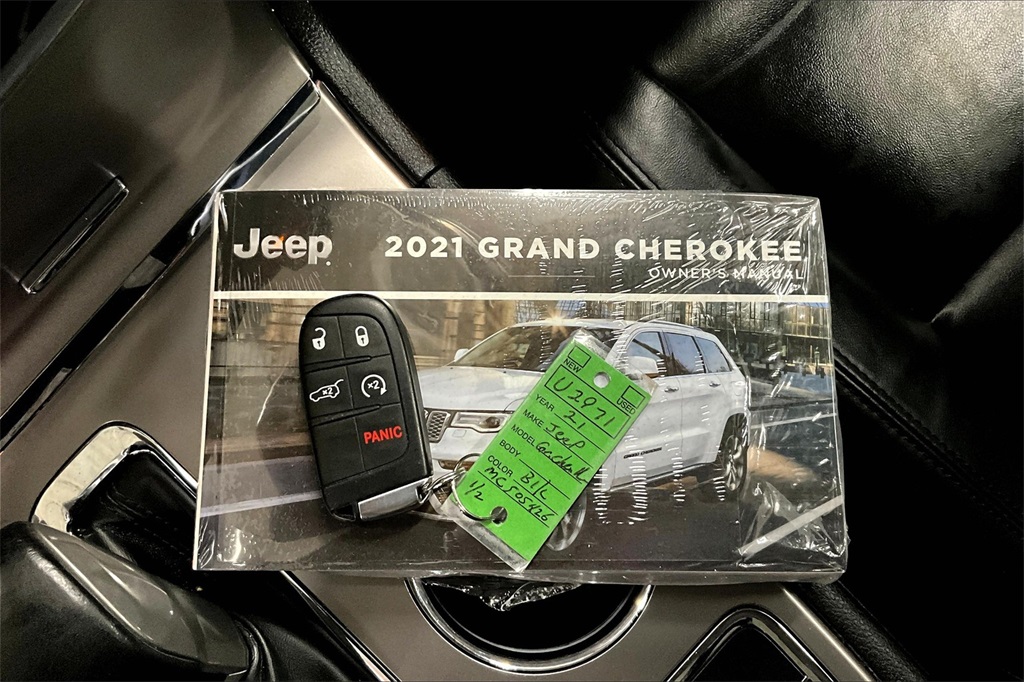 Jeep
2021 GRAND CHEROKEE
OWNER'S MANUAL
x2
x2
PANIC
NEW
USED
U2971
YEAR 21
MAKE Jeep
MODEL
BODY
COLOR Blk
MC505426
1/2